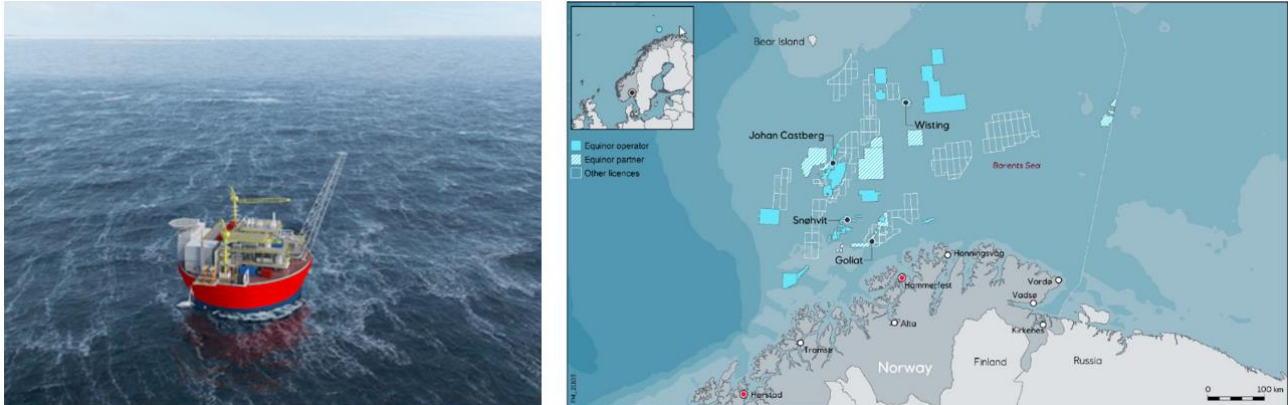 Bear Island
Wisting
Johan Castberg
Equinor operator
Equinor partner
Other licences
Barents Sea
Snøhvit
Goliat
Honningsvåg
Hammerfest
Vardø
Vadsø
Alta
Kirkenes
Tromsø
Norway
Finland
Russia
Harstad
0 100 km